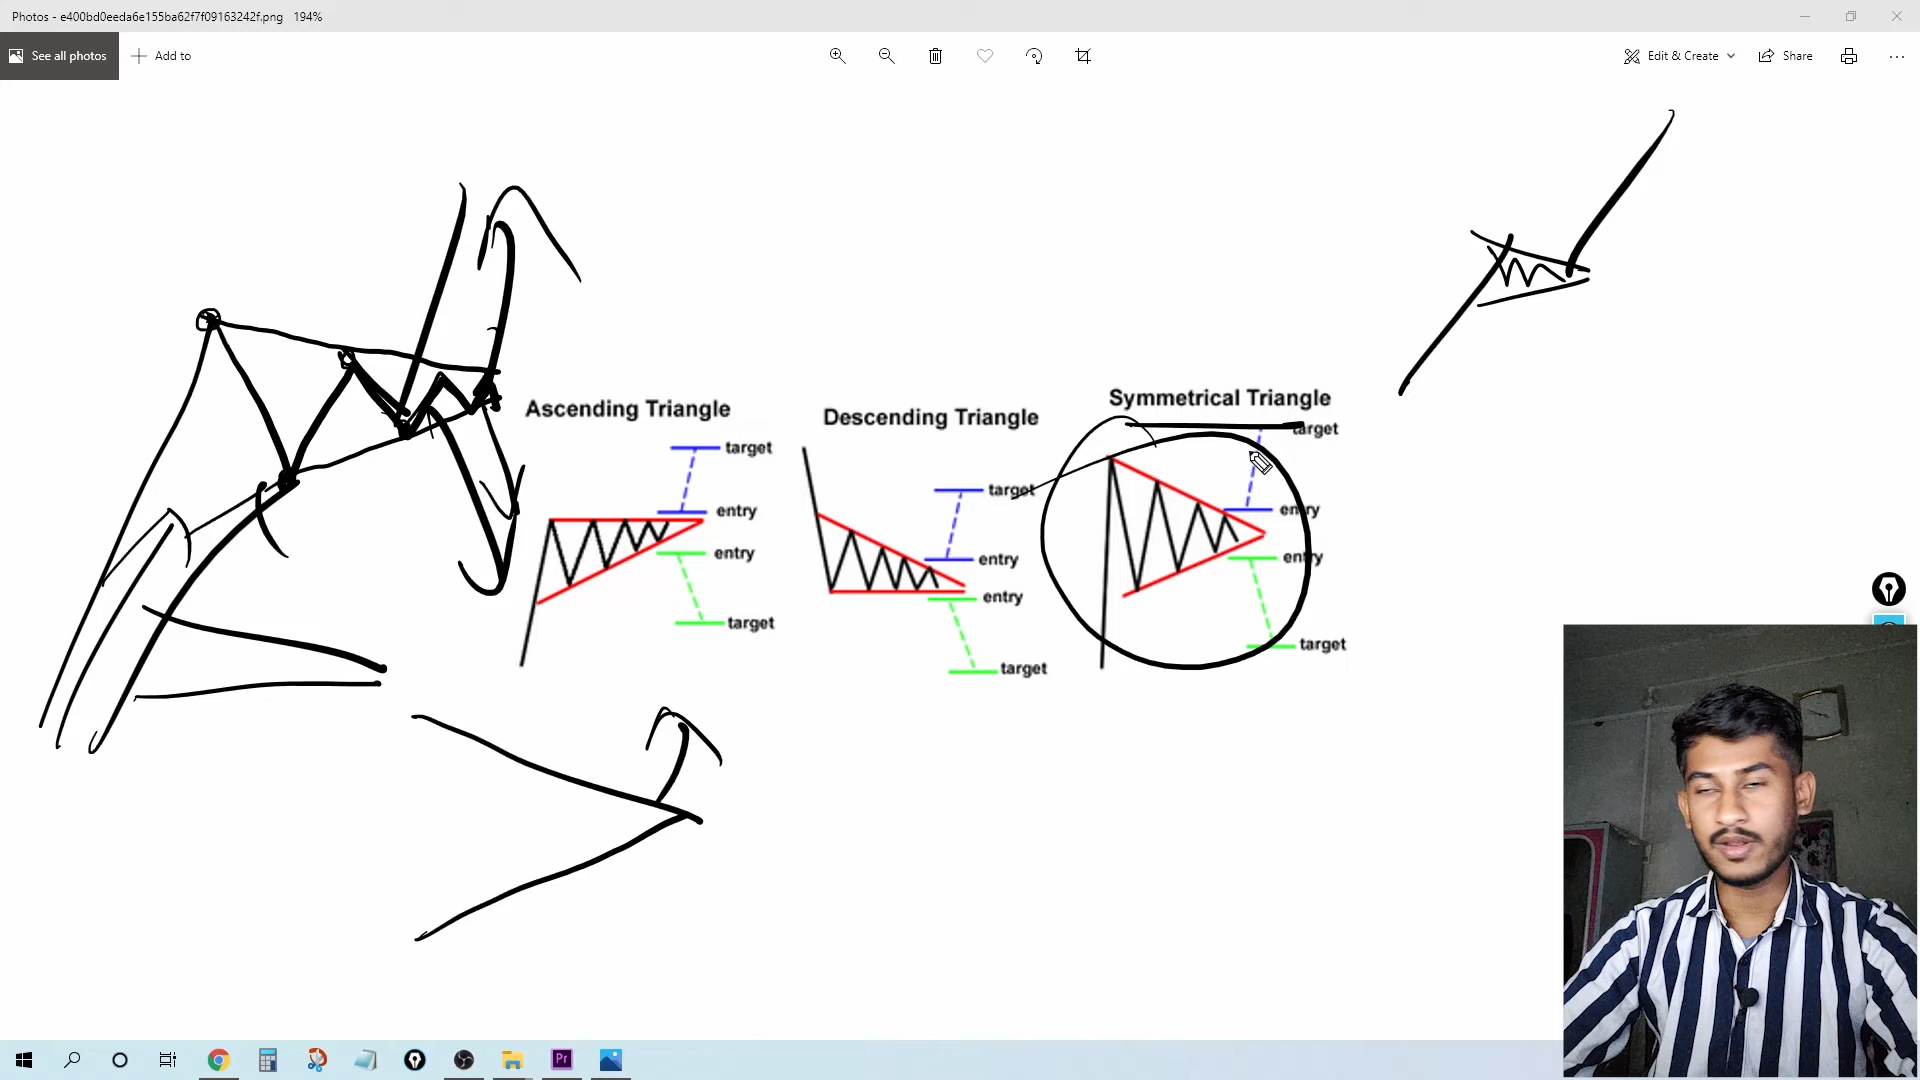 Photos - e400bd0eeda6e155ba62f7f09163242f.png 194%
See all photos
Add to
Edit & Create
Share
Ascending Triangle
target
entry
entry
target
Descending Triangle
target
entry
entry
target
Symmetrical Triangle
target
entry
entry
target
Pr